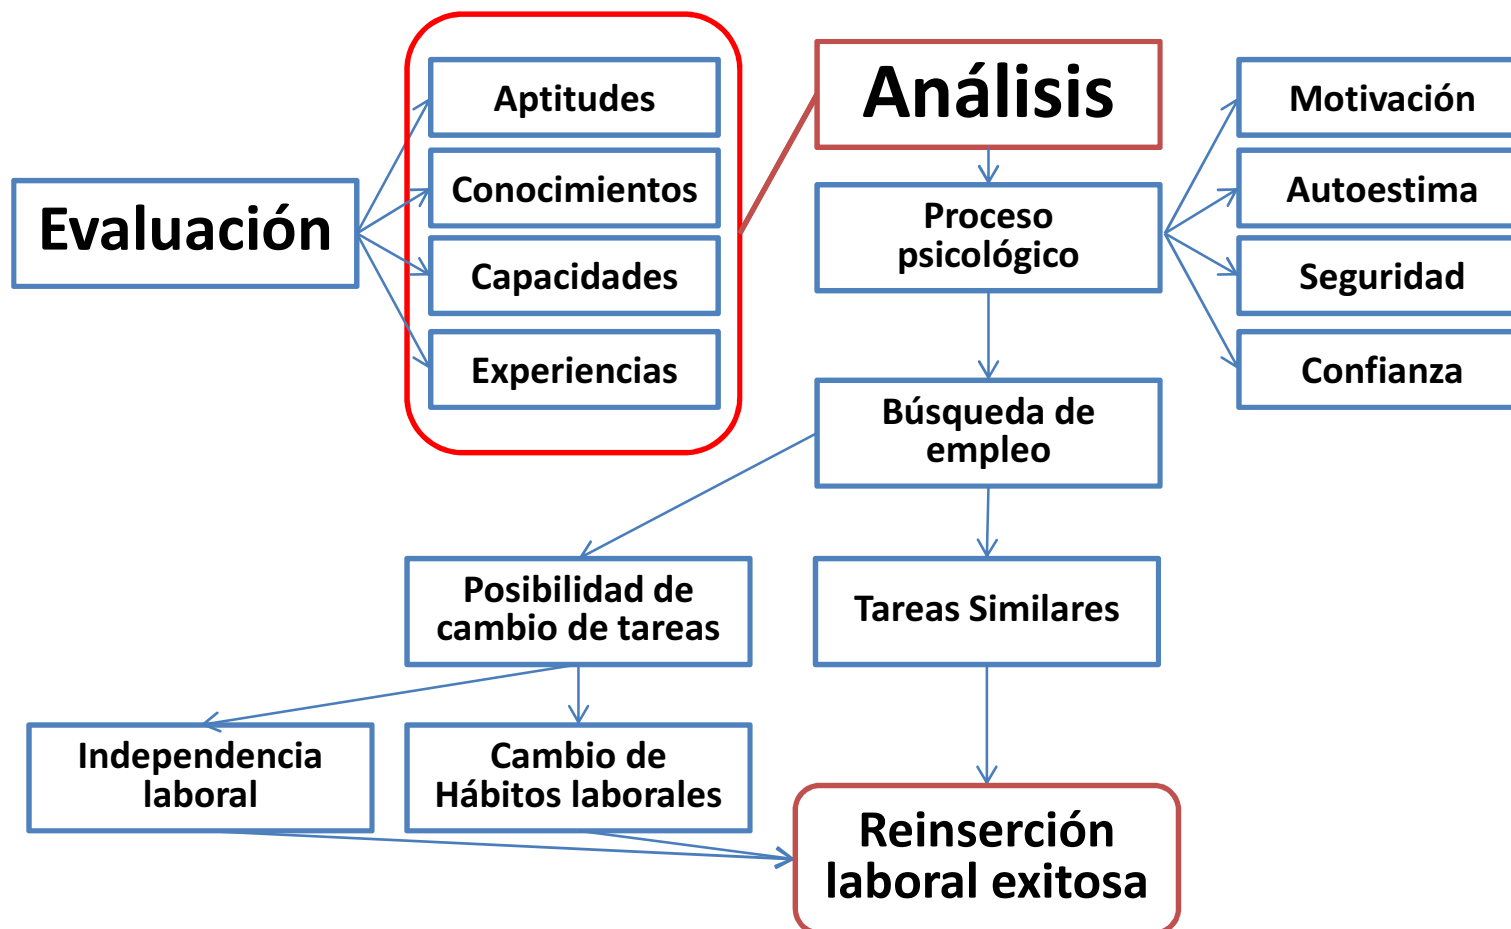 Evaluación
Aptitudes
Conocimientos
Capacidades
Experiencias
Análisis
Proceso
psicológico
Motivación
Autoestima
Seguridad
Confianza
Búsqueda de
empleo
Posibilidad de
cambio de tareas
Tareas Similares
Independencia
laboral
Cambio de
Hábitos laborales
Reinserción
laboral exitosa